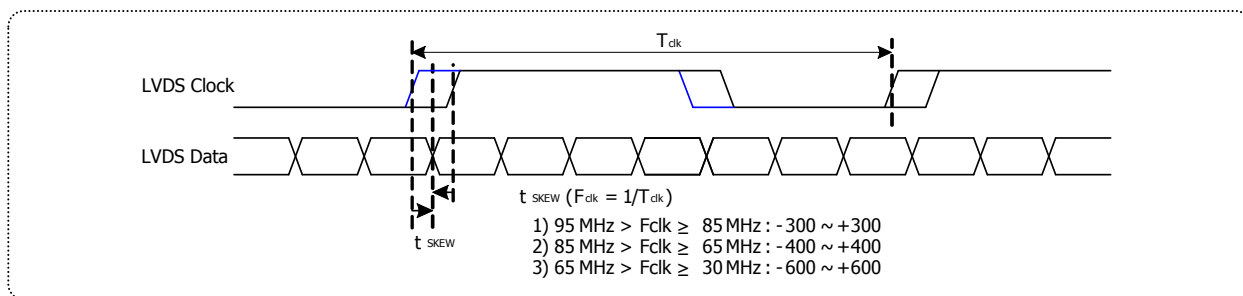 Tclk
LVDS Clock
LVDS Data
t SKEW (Fclk = 1/Tclk)
1) 95 MHz > Fclk ≥ 85 MHz : -300 ~ +300
2) 85 MHz > Fclk ≥ 65 MHz : -400 ~ +400
3) 65 MHz > Fclk ≥ 30 MHz : -600 ~ +600
t SKEW